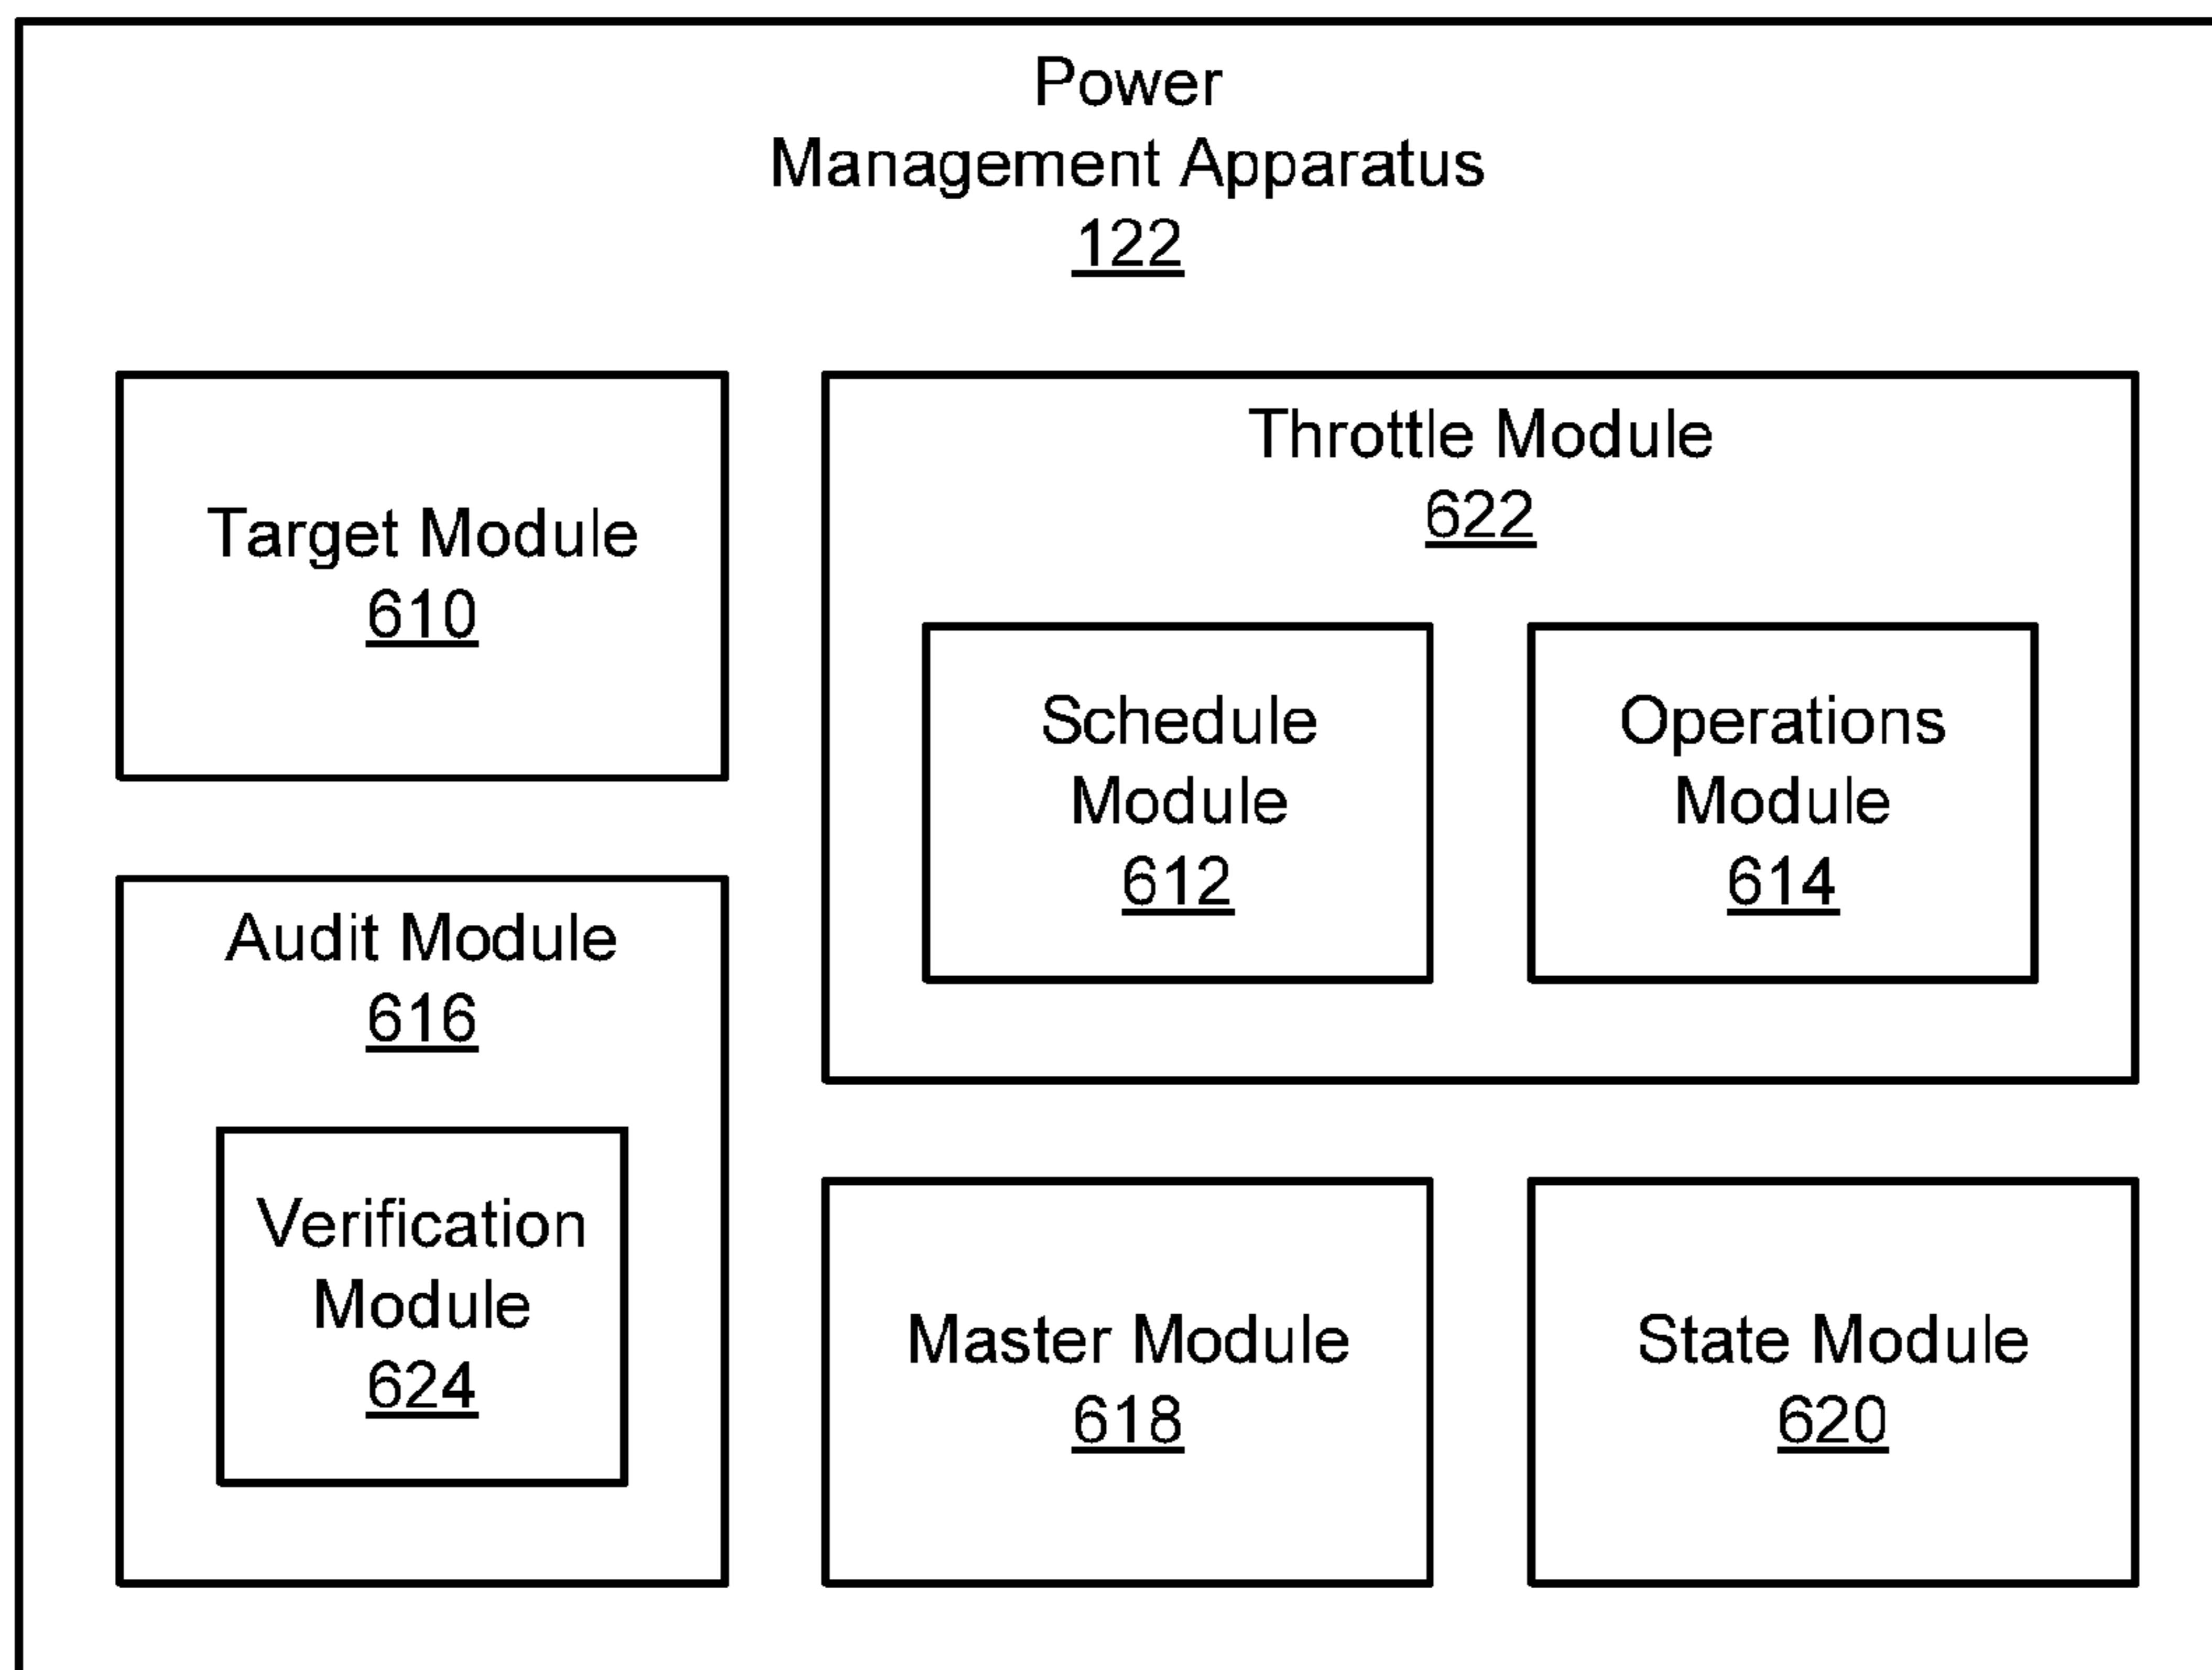 Power
Management Apparatus
122
Target Module
610
Throttle Module
622
Schedule
Module
612
Operations
Module
614
Audit Module
616
Verification
Module
624
Master Module
618
State Module
620